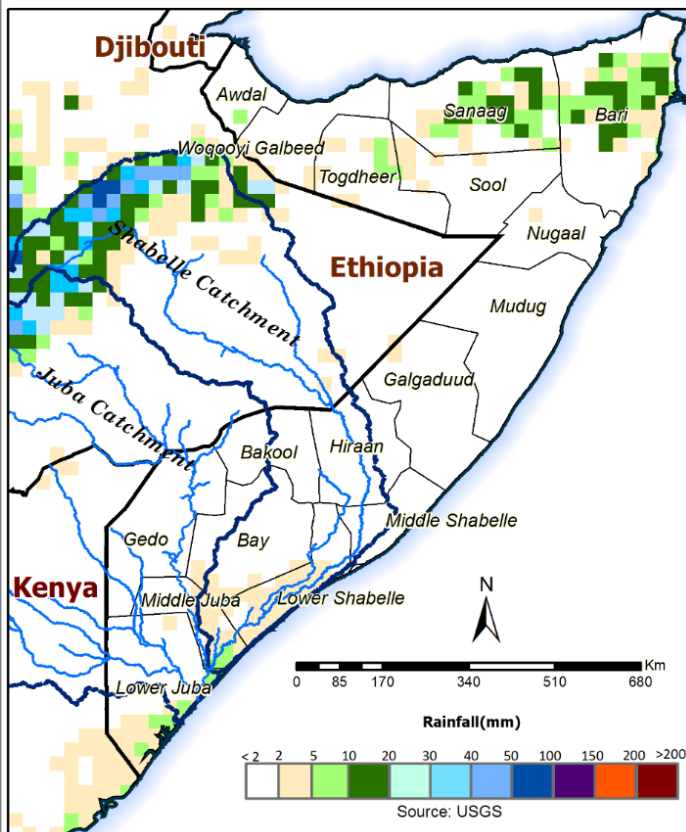 Djibouti
Awdal
Sanaag
Bari
Woqooyi Galbeed
Togdheer
Sool
Shabelle Catchment
Ethiopia
Nugaal
Mudug
Galgaduud
Juba Catchment
Bakool
Hiraan
Middle Shabelle
Gedo
Bay
Kenya
Middle Juba
Lower Shabelle
N
Lower Juba
Km
0 85 170 340 510 680
Rainfall(mm)
< 2 2 5 10 20 30 40 50 100 150 200 >200
Source: USGS